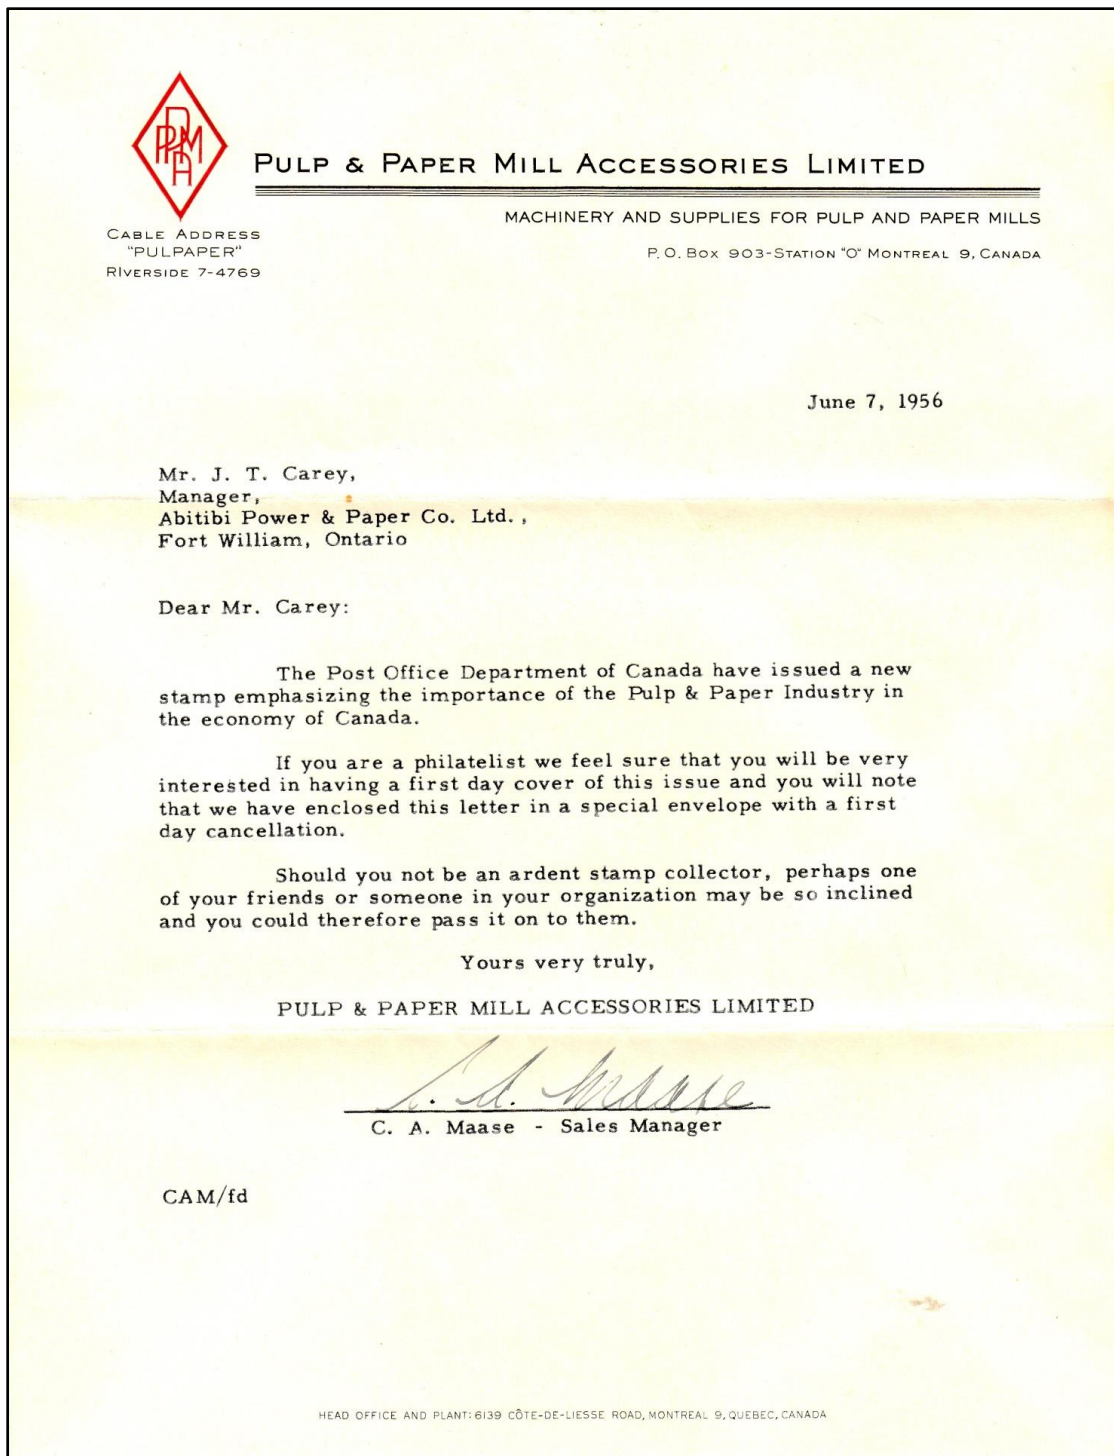 PPMA
PULP & PAPER MILL ACCESSORIES LIMITED
MACHINERY AND SUPPLIES FOR PULP AND PAPER MILLS
CABLE ADDRESS
"PULPAPER"
RIVERSIDE 7-4769
P. O. BOX 903-STATION "O" MONTREAL 9, CANADA
June 7, 1956
Mr. J. T. Carey,
Manager,
Abitibi Power & Paper Co. Ltd.,
Fort William, Ontario
Dear Mr. Carey:
The Post Office Department of Canada have issued a new
stamp emphasizing the importance of the Pulp & Paper Industry in
the economy of Canada.
If you are a philatelist we feel sure that you will be very
interested in having a first day cover of this issue and you will note
that we have enclosed this letter in a special envelope with a first
day cancellation.
Should you not be an ardent stamp collector, perhaps one
of your friends or someone in your organization may be so inclined
and you could therefore pass it on to them.
Yours very truly,
PULP & PAPER MILL ACCESSORIES LIMITED
C. A. Maase
C. A. Maase - Sales Manager
CAM/fd
HEAD OFFICE AND PLANT: 6139 CÔTE-DE-LIESSE ROAD, MONTREAL 9, QUEBEC, CANADA